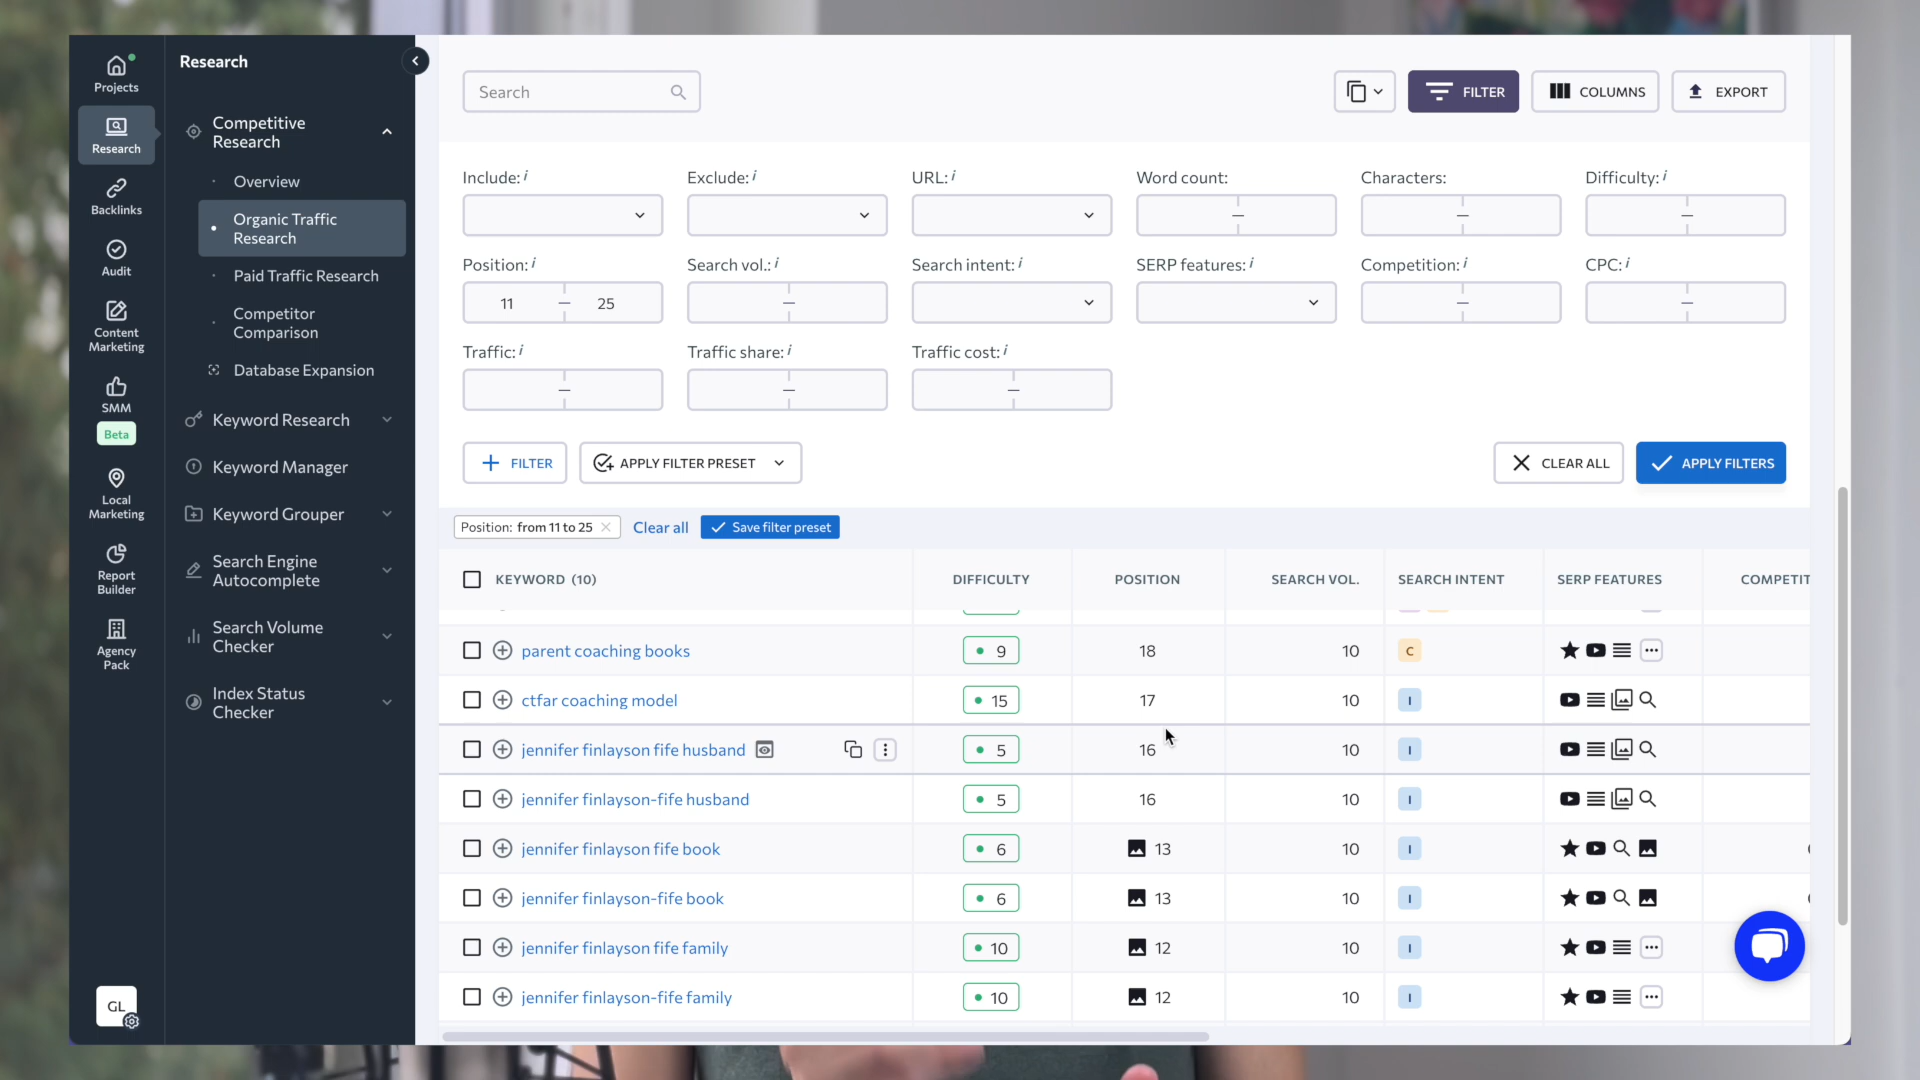 Projects
Research
Backlinks
Audit
Content
Marketing
SMM
Beta
Local
Marketing
Report
Builder
Agency
Pack
GL
Research
Competitive
Research
Overview
Organic Traffic
Research
Paid Traffic Research
Competitor
Comparison
Database Expansion
Keyword Research
Keyword Manager
Keyword Grouper
Search Engine
Autocomplete
Search Volume
Checker
Index Status
Checker
Search
FILTER
COLUMNS
EXPORT
Include: i
Exclude: i
URL: i
Word count:
Characters:
Difficulty: i
—
—
—
Position: i
Search vol.: i
Search intent: i
SERP features: i
Competition: i
CPC: i
11 — 25
—
—
—
Traffic: i
Traffic share: i
Traffic cost: i
—
—
—
+ FILTER
APPLY FILTER PRESET
CLEAR ALL
APPLY FILTERS
Position: from 11 to 25
Clear all
Save filter preset
KEYWORD (10) DIFFICULTY POSITION SEARCH VOL. SEARCH INTENT SERP FEATURES COMPETIT
parent coaching books 9 18 10 C
ctfar coaching model 15 17 10 I
jennifer finlayson fife husband 5 16 10 I
jennifer finlayson-fife husband 5 16 10 I
jennifer finlayson fife book 6 13 10 I
jennifer finlayson-fife book 6 13 10 I
jennifer finlayson fife family 10 12 10 I
jennifer finlayson-fife family 10 12 10 I